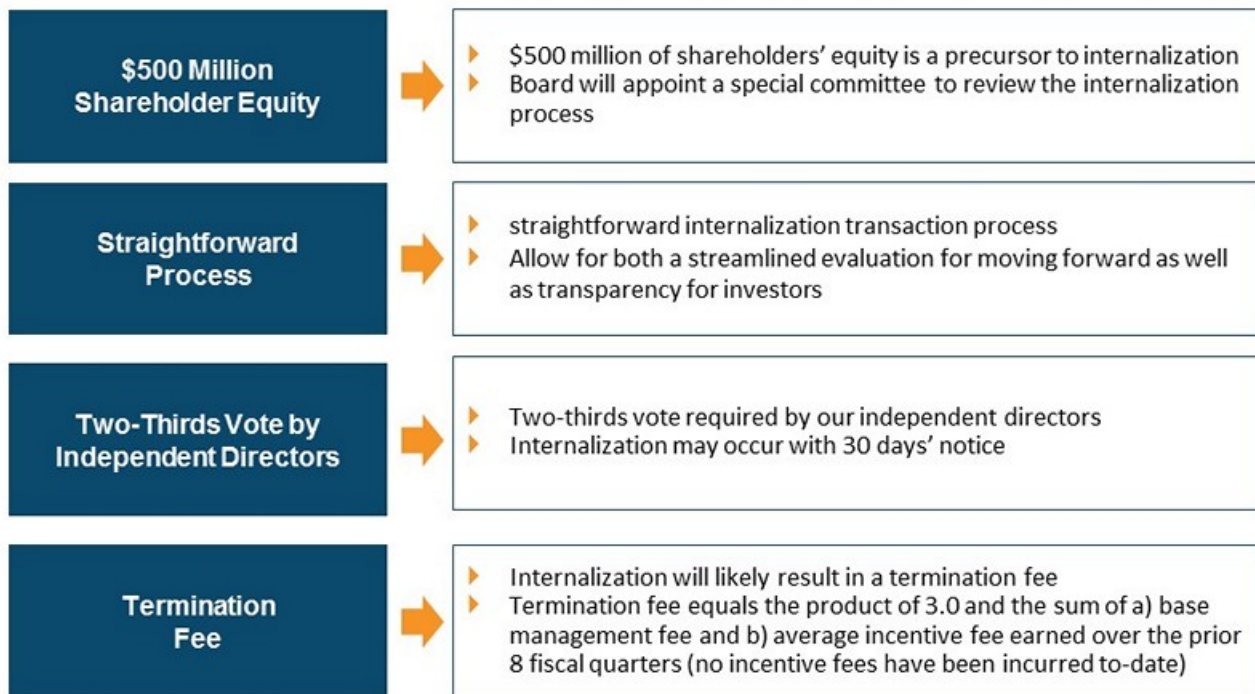 $500 Million
Shareholder Equity
$500 million of shareholders' equity is a precursor to internalization
Board will appoint a special committee to review the internalization
process
Straightforward
Process
straightforward internalization transaction process
Allow for both a streamlined evaluation for moving forward as well
as transparency for investors
Two-Thirds Vote by
Independent Directors
Two-thirds vote required by our independent directors
Internalization may occur with 30 days' notice
Termination
Fee
Internalization will likely result in a termination fee
Termination fee equals the product of 3.0 and the sum of a) base
management fee and b) average incentive fee earned over the prior
8 fiscal quarters (no incentive fees have been incurred to-date)